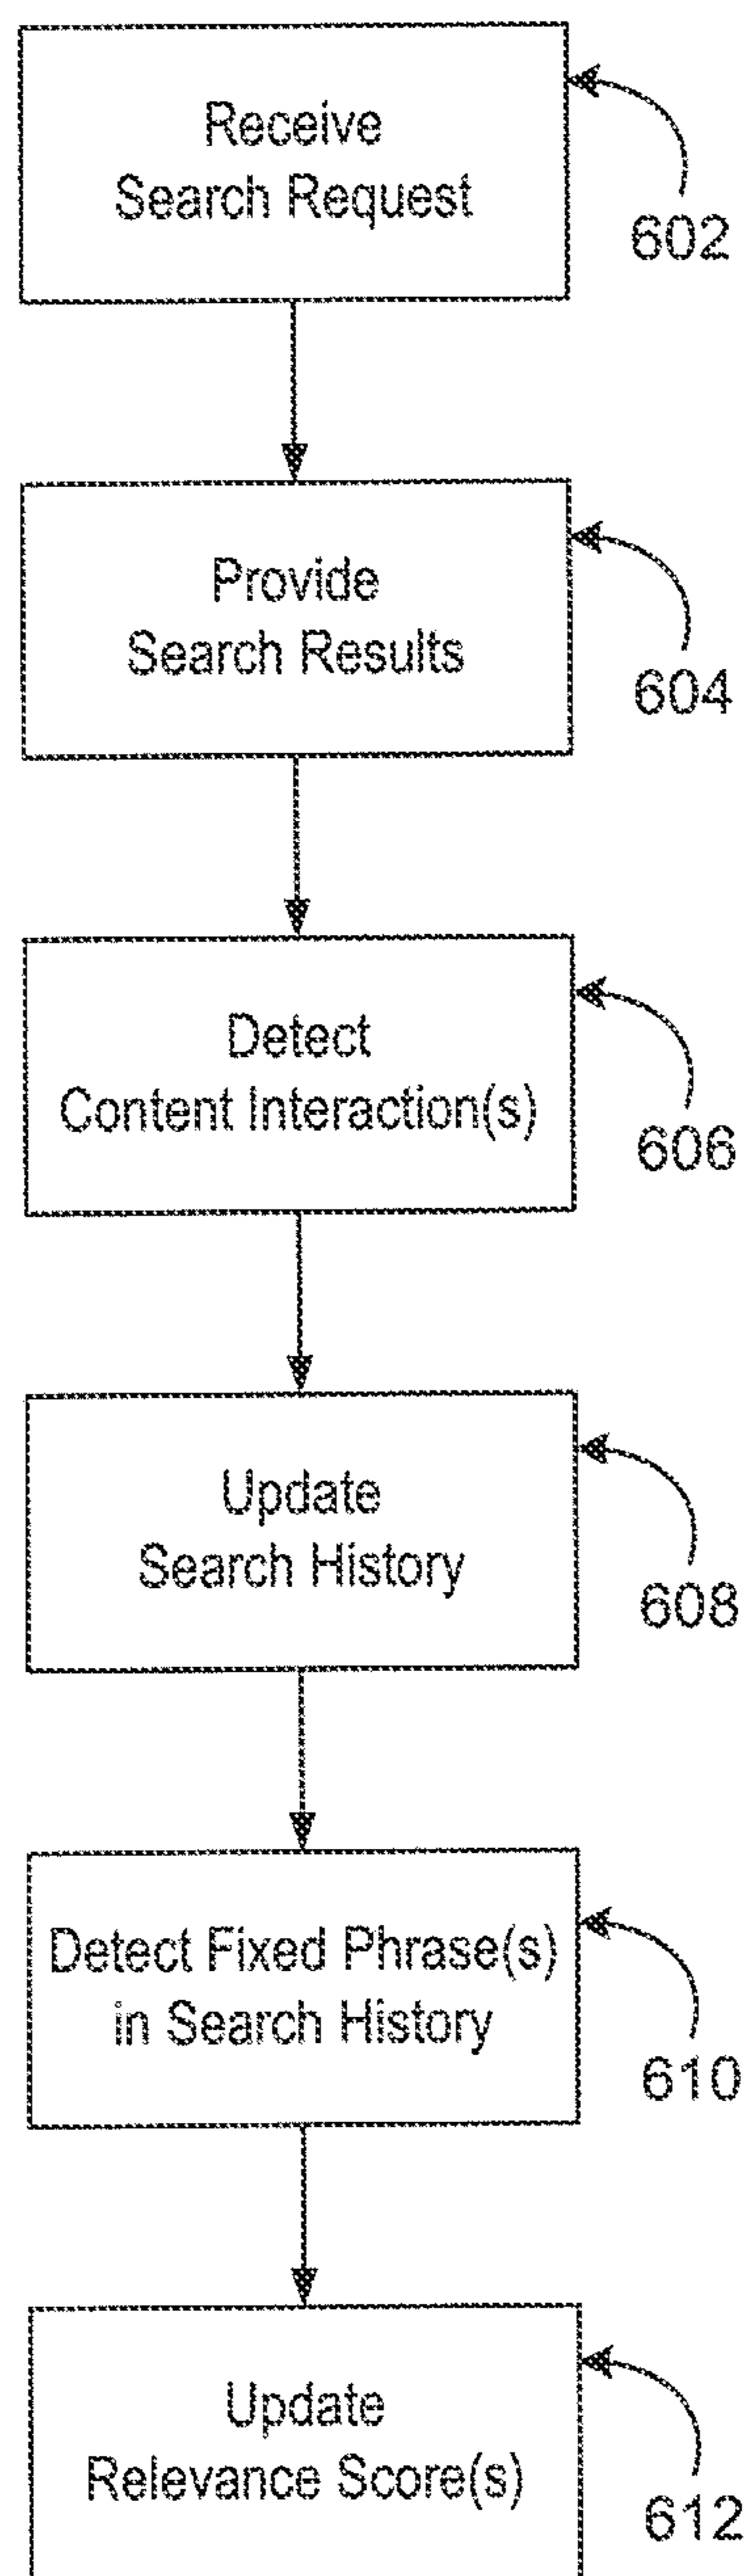 Receive
Search Request
602
Provide
Search Results
604
Detect
Content Interaction(s)
606
Update
Search History
608
Detect Fixed Phrase(s)
in Search History
610
Update
Relevance Score(s)
612